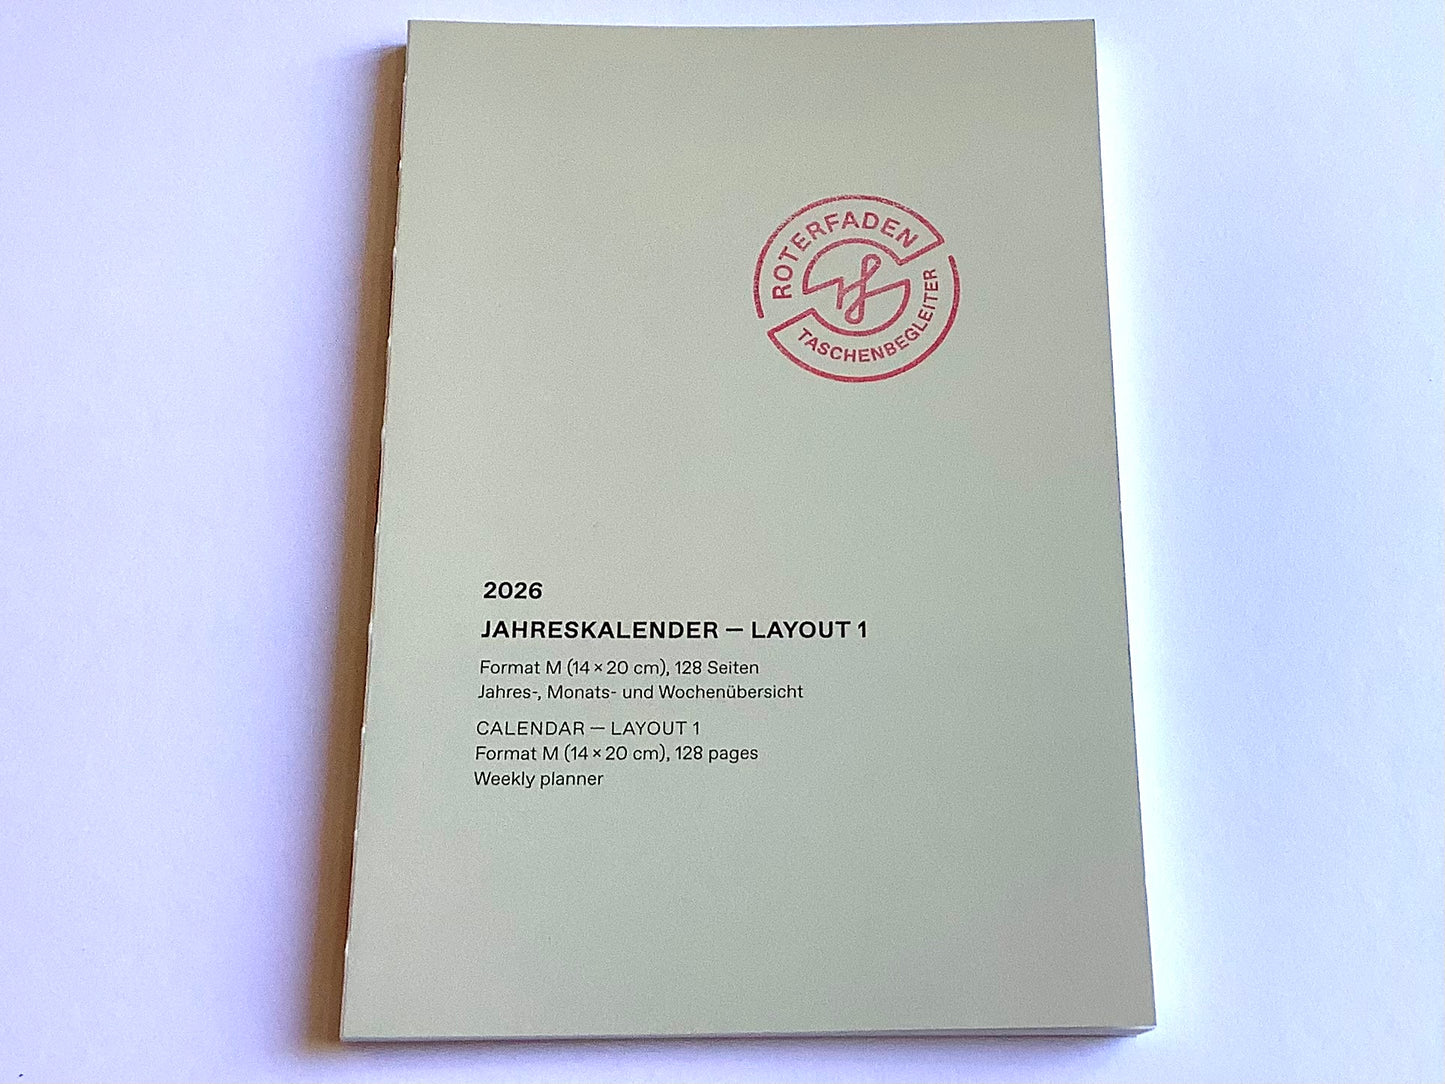 ROTERFADEN
TASCHENBEGLEITER
rf
2026
JAHRESKALENDER — LAYOUT 1
Format M (14 × 20 cm), 128 Seiten
Jahres-, Monats- und Wochenübersicht
CALENDAR — LAYOUT 1
Format M (14 × 20 cm), 128 pages
Weekly planner